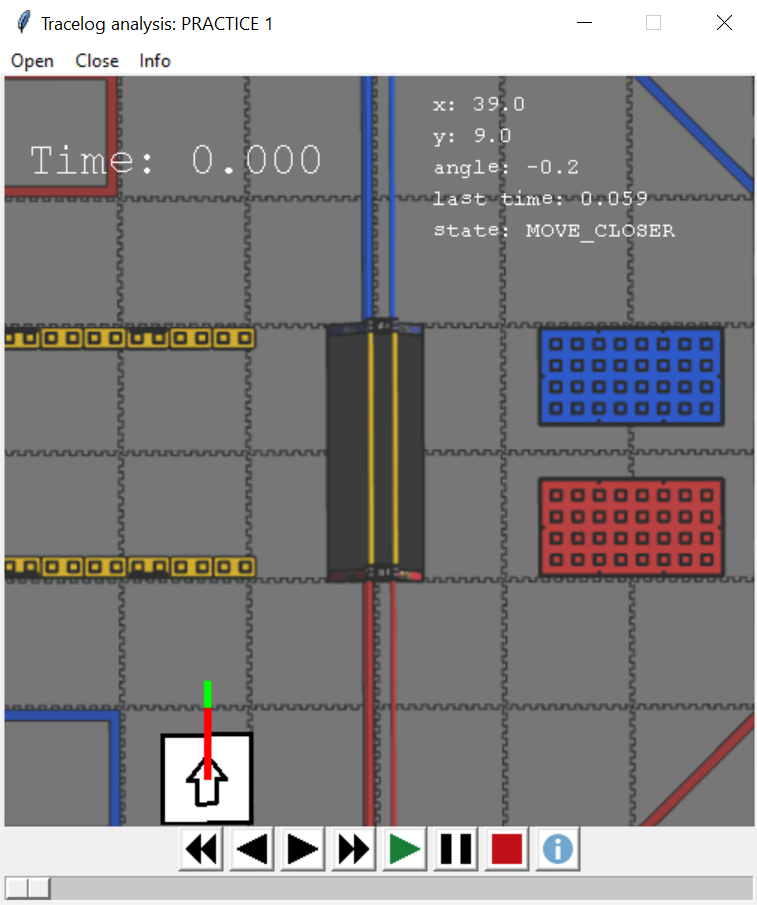 Tracelog analysis: PRACTICE 1
Open Close Info
x: 39.0
y: 9.0
Time: 0.000
angle: -0.2
last time: 0.059
state: MOVE_CLOSER